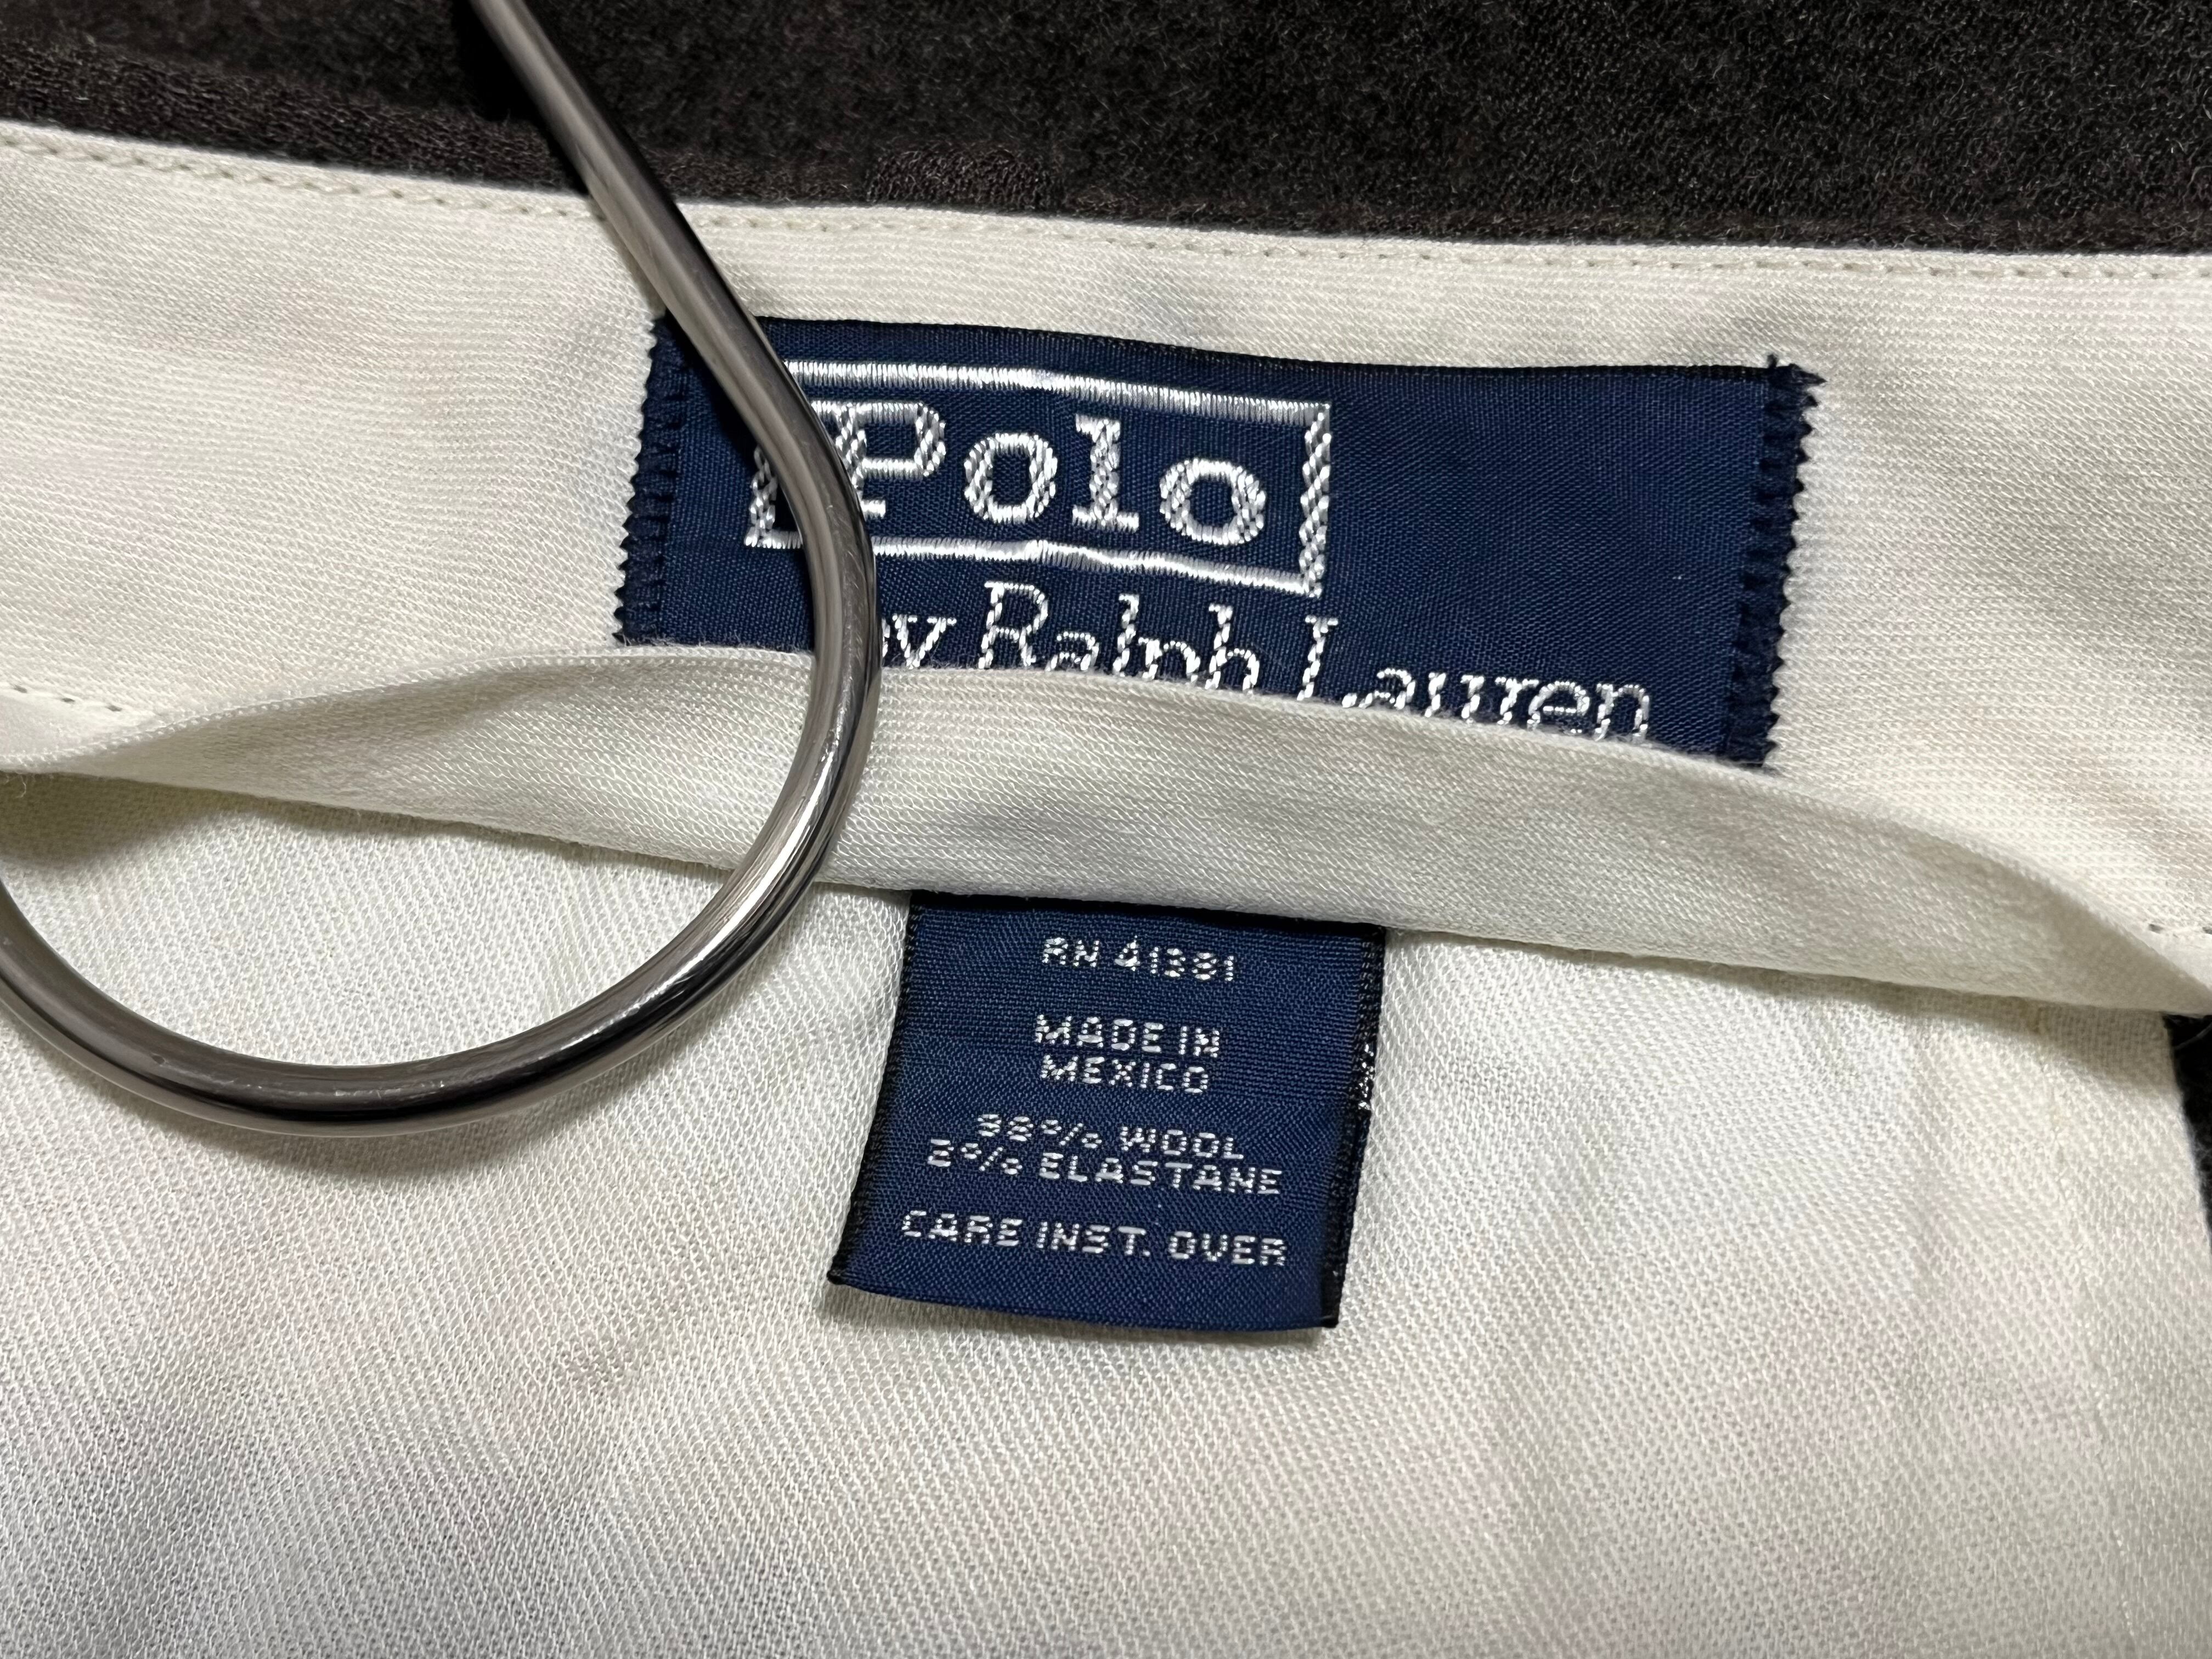 Polo
by Ralph Lauren
RN 41381
MADE IN
MEXICO
98% WOOL
2% ELASTANE
CARE INST. OVER